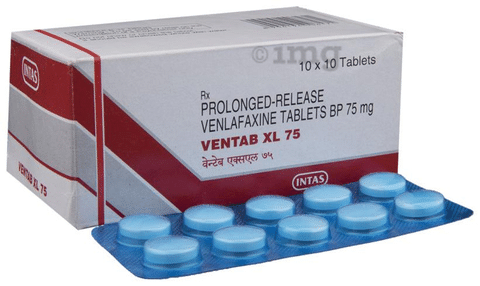 ©1mg
10 x 10 Tablets
Rx
PROLONGED-RELEASE
VENLAFAXINE TABLETS BP 75 mg
VENTAB XL 75
वेन्टेब एक्सएल ७५
INTAS
INTAS
VENTAB XL 75